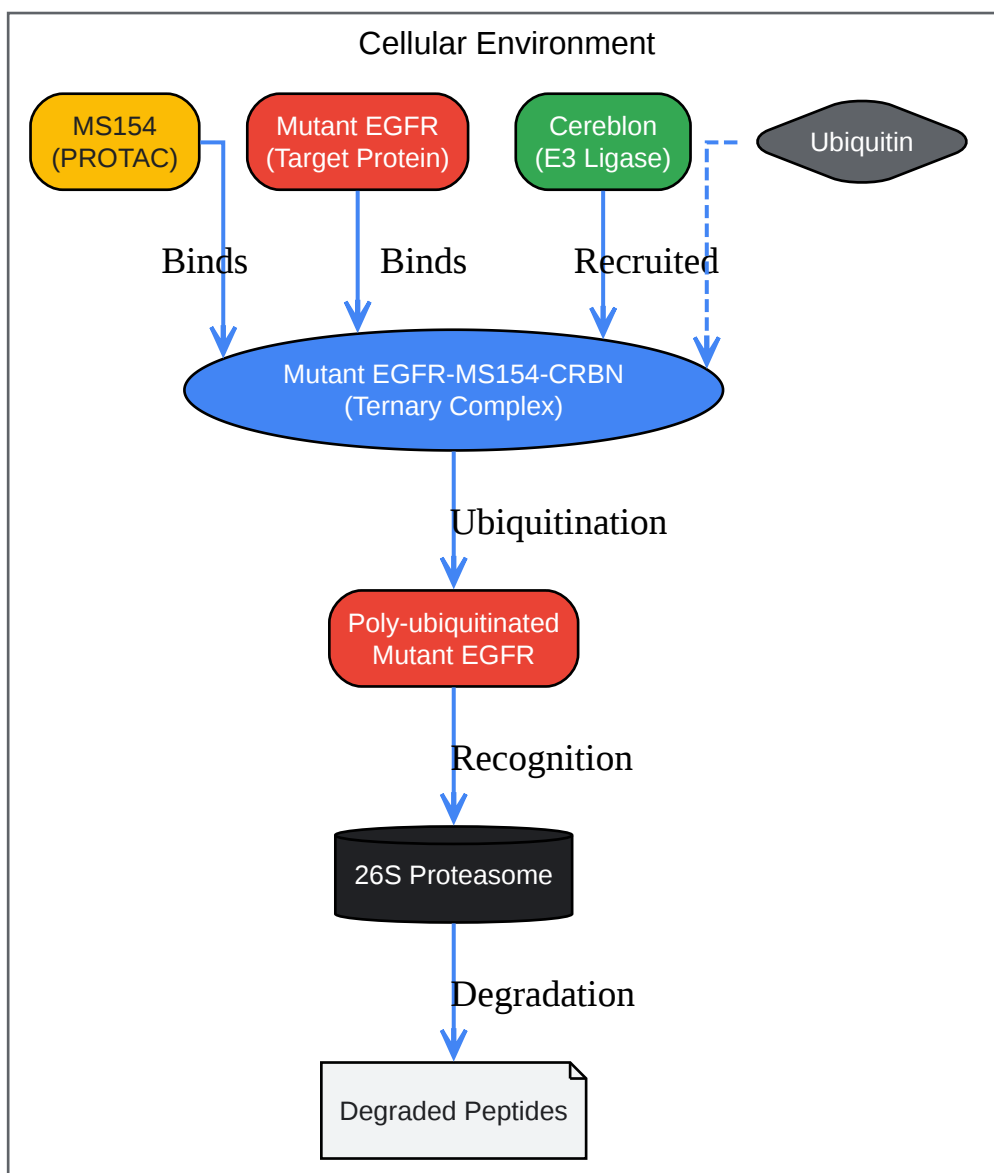 Cellular Environment
MS154
(PROTAC)
Mutant EGFR
(Target Protein)
Cereblon
(E3 Ligase)
Ubiquitin
Binds
Binds
Recruited
Mutant EGFR-MS154-CRBN
(Ternary Complex)
Ubiquitination
Poly-ubiquitinated
Mutant EGFR
Recognition
26S Proteasome
Degradation
Degraded Peptides